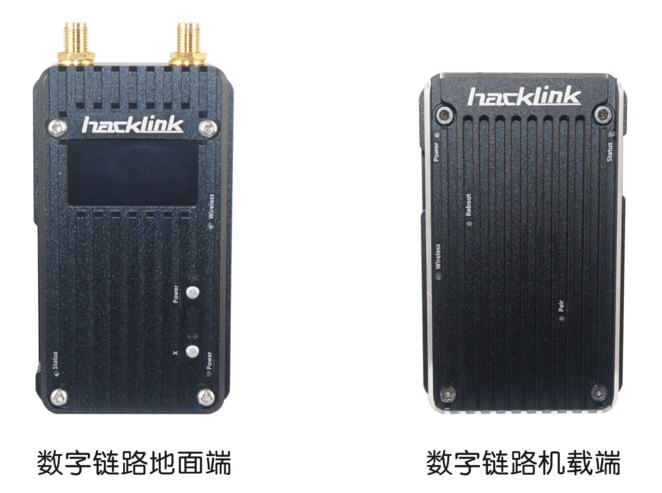 hacklink
Wireless
Power
X
Status
Power
数字链路地面端
hacklink
Power
Status
Reboot
Wireless
Pair
数字链路机载端